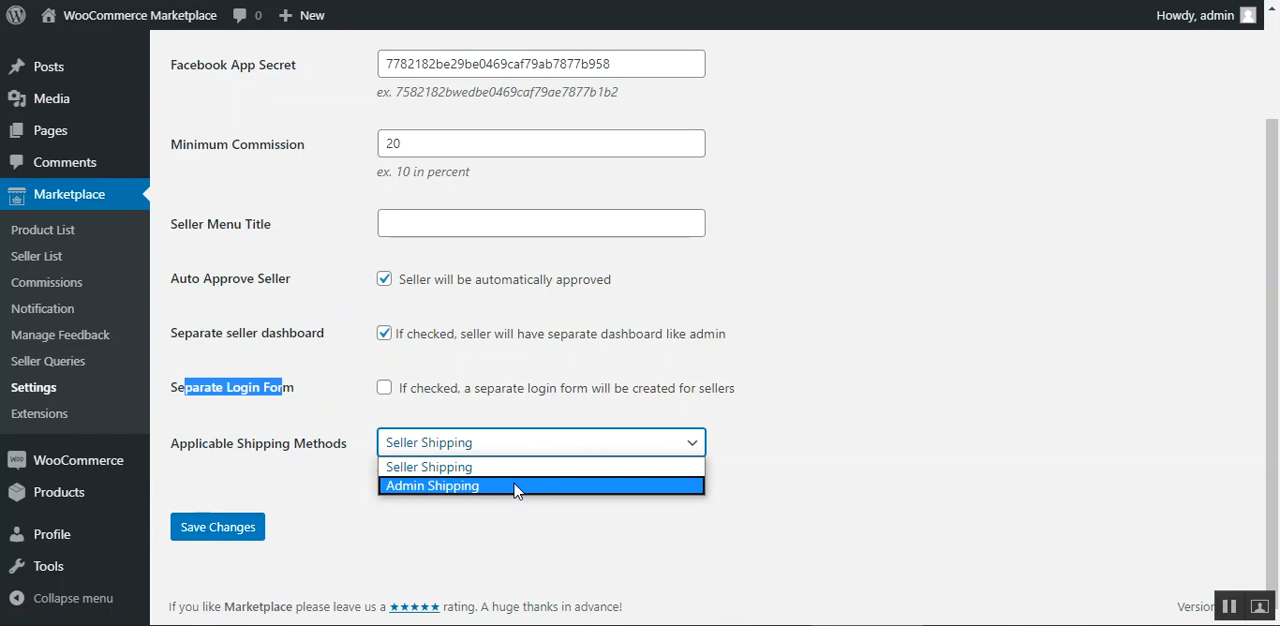 WooCommerce Marketplace 0 New Howdy, admin
Posts
Media
Pages
Comments
Marketplace
Product List
Seller List
Commissions
Notification
Manage Feedback
Seller Queries
Settings
Extensions
WooCommerce
Products
Profile
Tools
Collapse menu
Facebook App Secret 7782182be29be0469caf79ab7877b958
ex. 7582182bwedbe0469caf79ae7877b1b2
Minimum Commission 20
ex. 10 in percent
Seller Menu Title
Auto Approve Seller Seller will be automatically approved
Separate seller dashboard If checked, seller will have separate dashboard like admin
Separate Login Form If checked, a separate login form will be created for sellers
Applicable Shipping Methods Seller Shipping
Seller Shipping
Admin Shipping
Save Changes
If you like Marketplace please leave us a ★★★★★ rating. A huge thanks in advance!